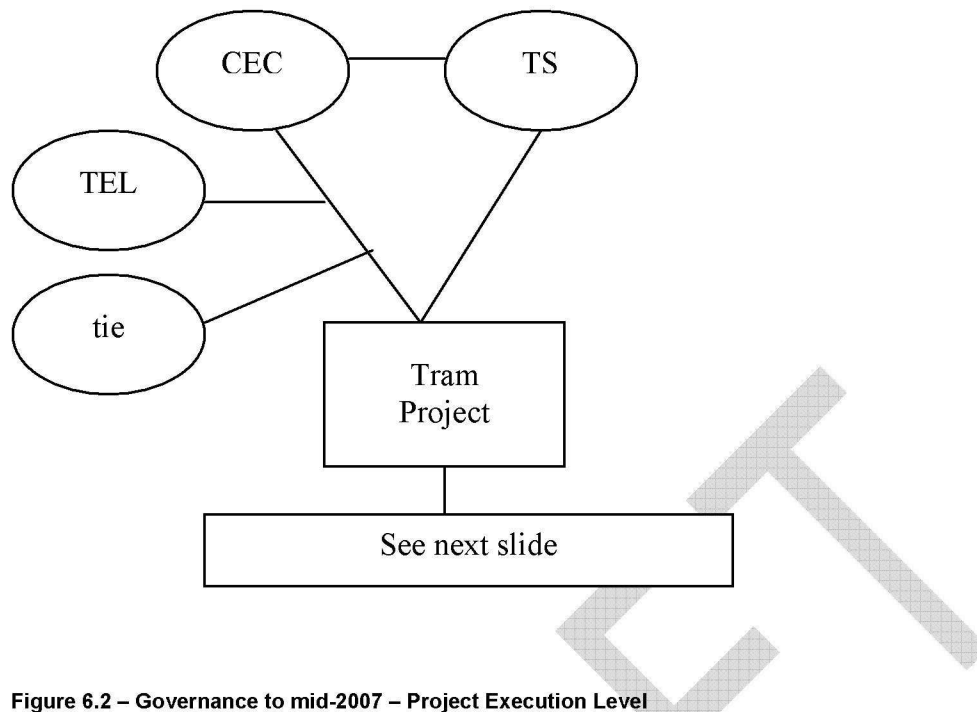 CEC
TS
TEL
tie
Tram
Project
See next slide
Figure 6.2 – Governance to mid-2007 – Project Execution Level